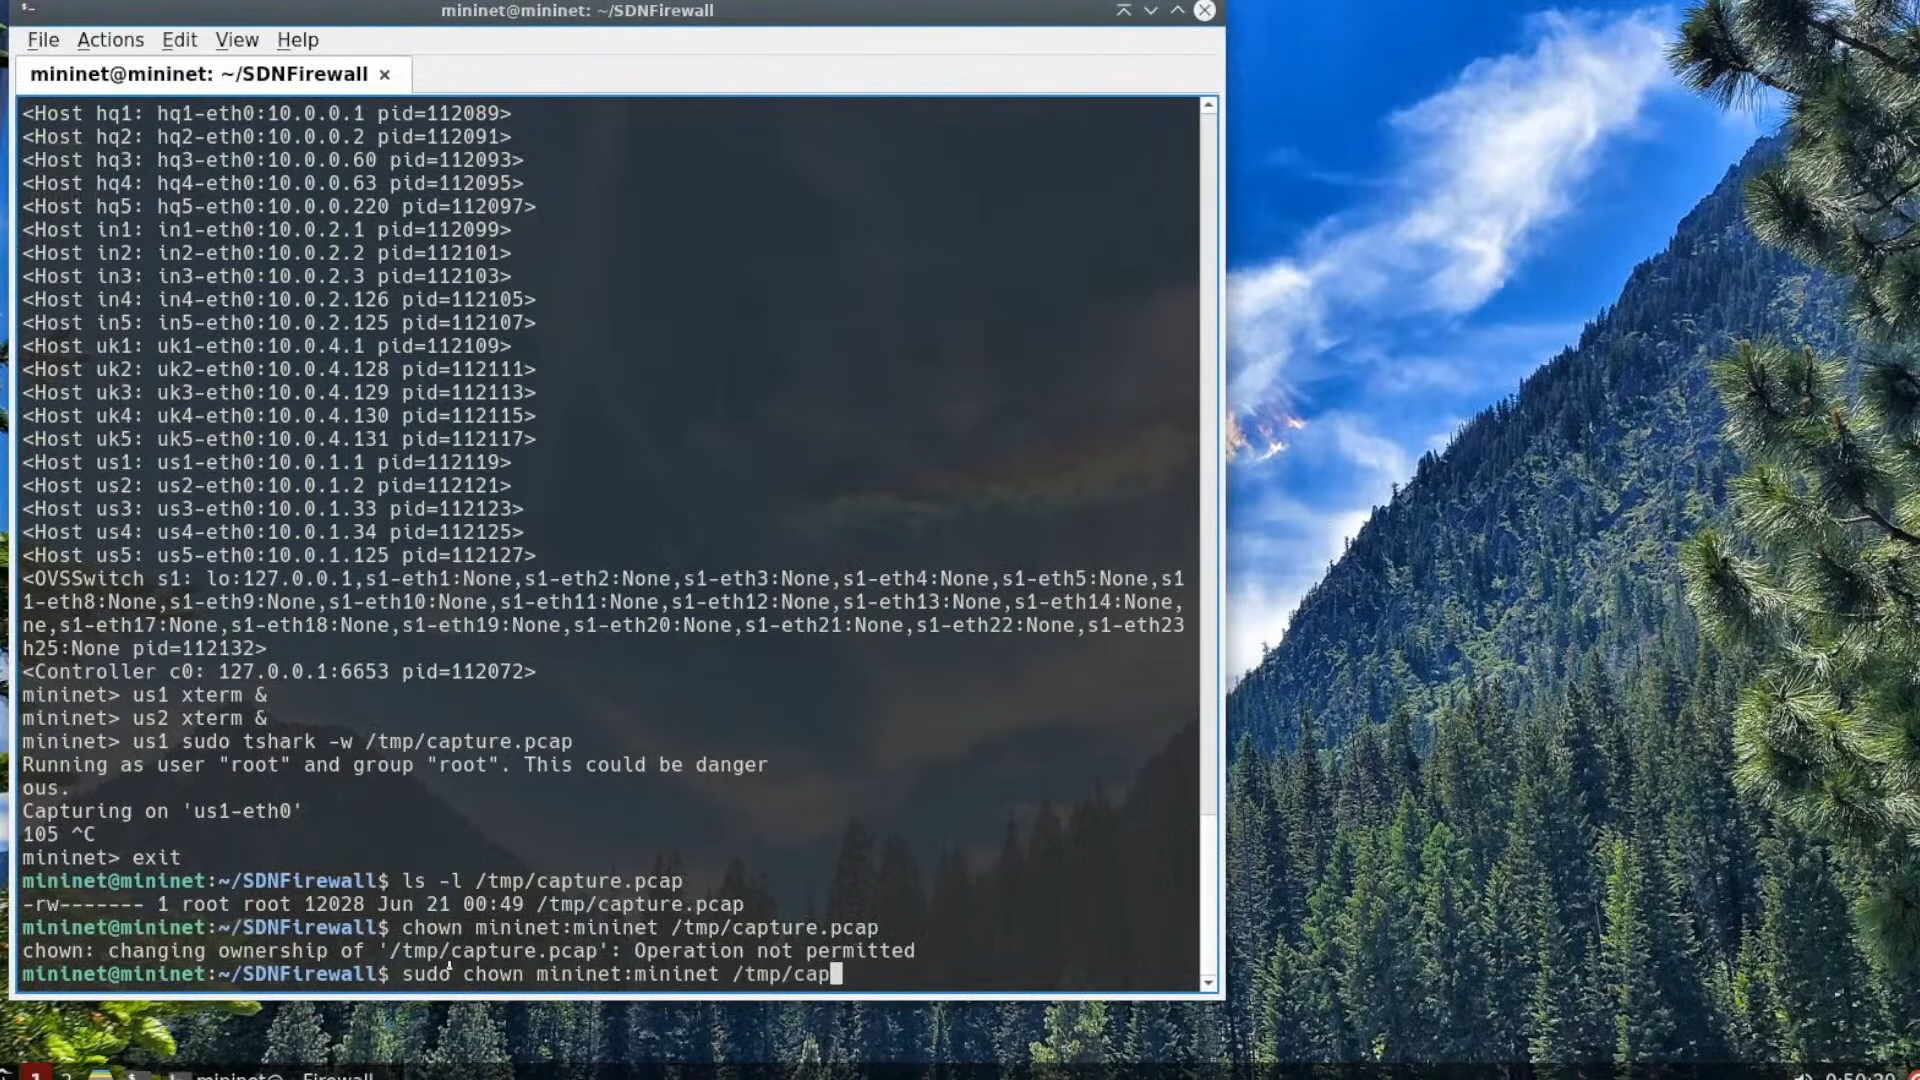 mininet@mininet: ~/SDNFirewall
File Actions Edit View Help
mininet@mininet: ~/SDNFirewall ×
<Host hq1: hq1-eth0:10.0.0.1 pid=112089>
<Host hq2: hq2-eth0:10.0.0.2 pid=112091>
<Host hq3: hq3-eth0:10.0.0.60 pid=112093>
<Host hq4: hq4-eth0:10.0.0.63 pid=112095>
<Host hq5: hq5-eth0:10.0.0.220 pid=112097>
<Host in1: in1-eth0:10.0.2.1 pid=112099>
<Host in2: in2-eth0:10.0.2.2 pid=112101>
<Host in3: in3-eth0:10.0.2.3 pid=112103>
<Host in4: in4-eth0:10.0.2.126 pid=112105>
<Host in5: in5-eth0:10.0.2.125 pid=112107>
<Host uk1: uk1-eth0:10.0.4.1 pid=112109>
<Host uk2: uk2-eth0:10.0.4.128 pid=112111>
<Host uk3: uk3-eth0:10.0.4.129 pid=112113>
<Host uk4: uk4-eth0:10.0.4.130 pid=112115>
<Host uk5: uk5-eth0:10.0.4.131 pid=112117>
<Host us1: us1-eth0:10.0.1.1 pid=112119>
<Host us2: us2-eth0:10.0.1.2 pid=112121>
<Host us3: us3-eth0:10.0.1.33 pid=112123>
<Host us4: us4-eth0:10.0.1.34 pid=112125>
<Host us5: us5-eth0:10.0.1.125 pid=112127>
<OVSSwitch s1: lo:127.0.0.1,s1-eth1:None,s1-eth2:None,s1-eth3:None,s1-eth4:None,s1-eth5:None,s1
1-eth8:None,s1-eth9:None,s1-eth10:None,s1-eth11:None,s1-eth12:None,s1-eth13:None,s1-eth14:None,
ne,s1-eth17:None,s1-eth18:None,s1-eth19:None,s1-eth20:None,s1-eth21:None,s1-eth22:None,s1-eth23
h25:None pid=112132>
<Controller c0: 127.0.0.1:6653 pid=112072>
mininet> us1 xterm &
mininet> us2 xterm &
mininet> us1 sudo tshark -w /tmp/capture.pcap
Running as user "root" and group "root". This could be danger
ous.
Capturing on 'us1-eth0'
105 ^C
mininet> exit
mininet@mininet:~/SDNFirewall$ ls -l /tmp/capture.pcap
-rw------- 1 root root 12028 Jun 21 00:49 /tmp/capture.pcap
mininet@mininet:~/SDNFirewall$ chown mininet:mininet /tmp/capture.pcap
chown: changing ownership of '/tmp/capture.pcap': Operation not permitted
mininet@mininet:~/SDNFirewall$ sudo chown mininet:mininet /tmp/cap